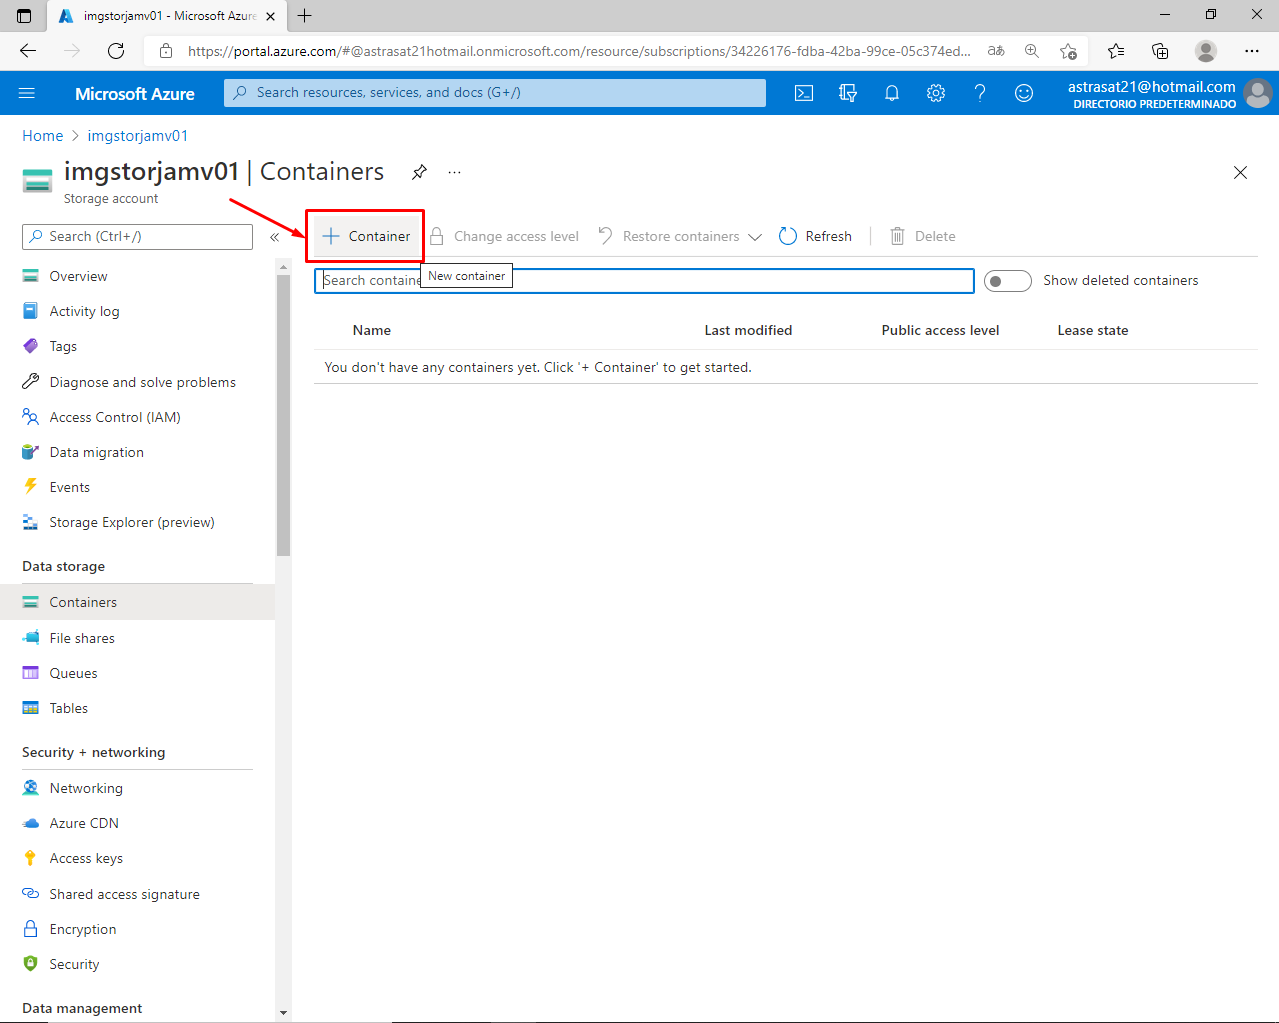 imgstorjamv01 - Microsoft Azure
https://portal.azure.com/#@astrasat21hotmail.onmicrosoft.com/resource/subscriptions/34226176-fdba-42ba-99ce-05c374ed...
Microsoft Azure
Search resources, services, and docs (G+/)
astrasat21@hotmail.com
DIRECTORIO PREDETERMINADO
Home > imgstorjamv01
imgstorjamv01 | Containers
Storage account
Search (Ctrl+/)
Overview
Activity log
Tags
Diagnose and solve problems
Access Control (IAM)
Data migration
Events
Storage Explorer (preview)
Data storage
Containers
File shares
Queues
Tables
Security + networking
Networking
Azure CDN
Access keys
Shared access signature
Encryption
Security
Data management
+ Container
Change access level
Restore containers
Refresh
Delete
Search containe
New container
Show deleted containers
Name Last modified Public access level Lease state
You don't have any containers yet. Click '+ Container' to get started.